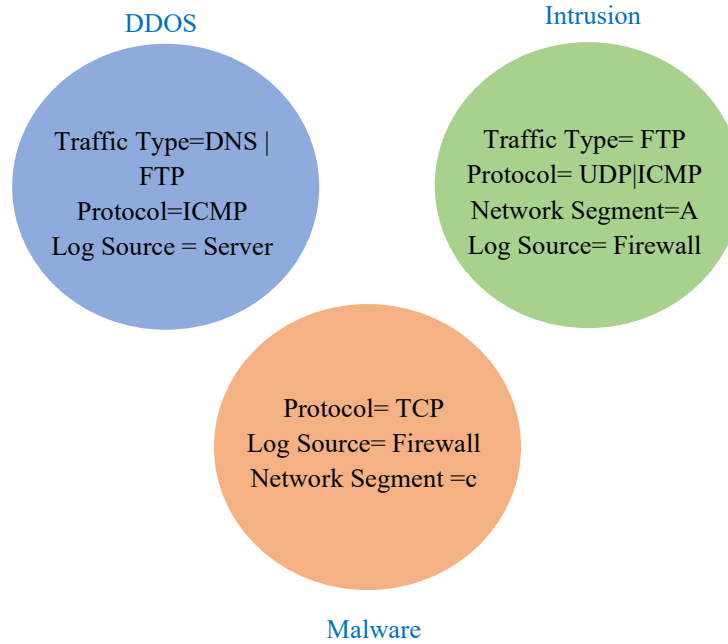 DDOS
Traffic Type=DNS |
FTP
Protocol=ICMP
Log Source = Server
Intrusion
Traffic Type= FTP
Protocol= UDP|ICMP
Network Segment=A
Log Source= Firewall
Protocol= TCP
Log Source= Firewall
Network Segment =c
Malware